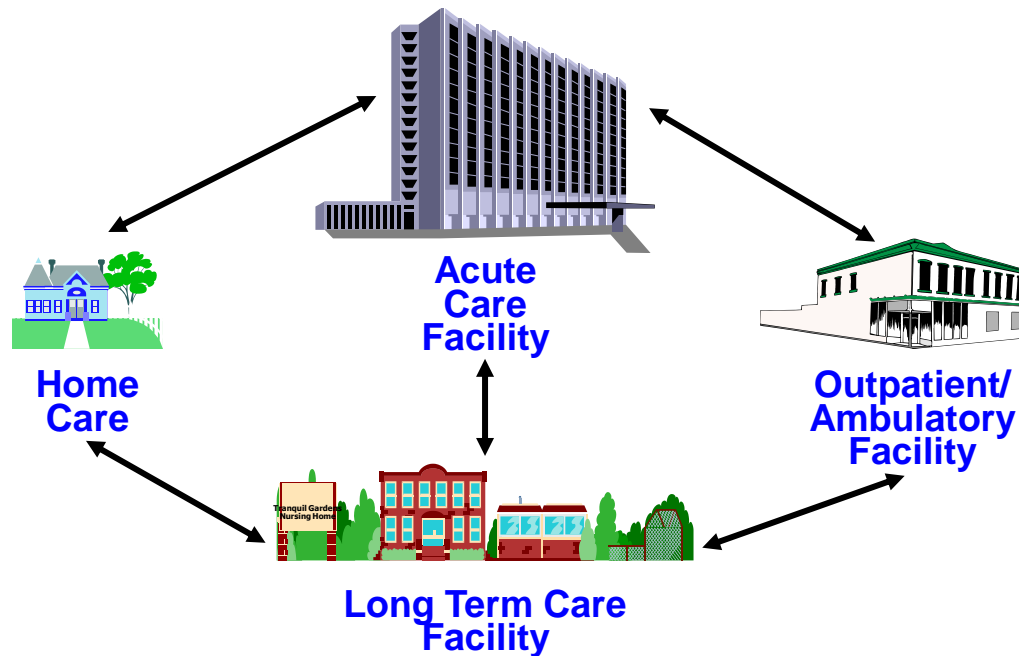 Acute
Care
Facility
Home
Care
Outpatient/
Ambulatory
Facility
Tranquil Gardens
Nursing Home
Long Term Care
Facility